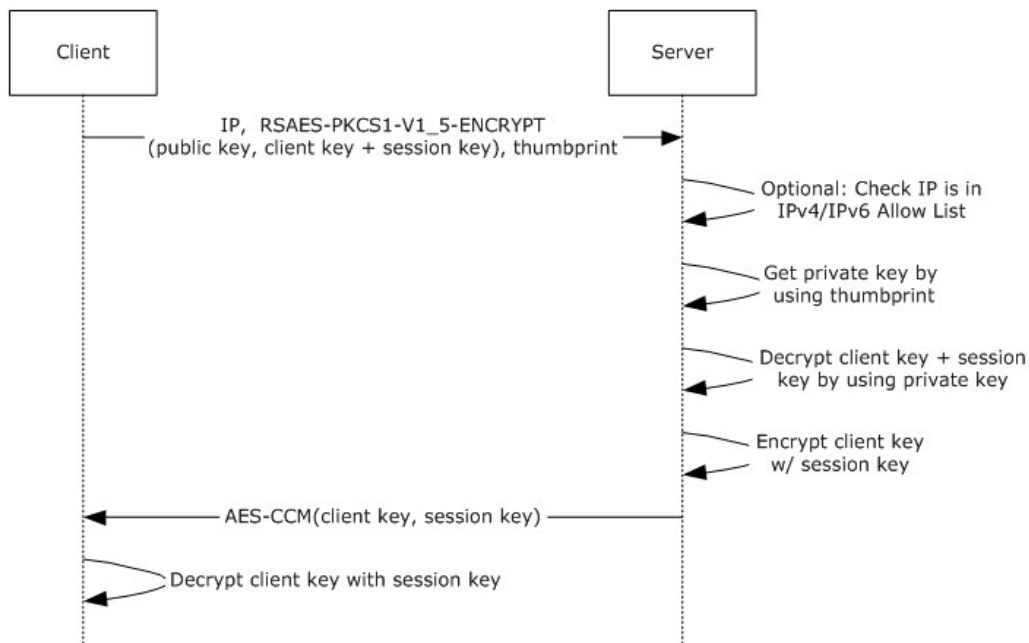 Client
Server
IP, RSAES-PKCS1-V1_5-ENCRYPT
(public key, client key + session key), thumbprint
Optional: Check IP is in
IPv4/IPv6 Allow List
Get private key by
using thumbprint
Decrypt client key + session
key by using private key
Encrypt client key
w/ session key
AES-CCM(client key, session key)
Decrypt client key with session key